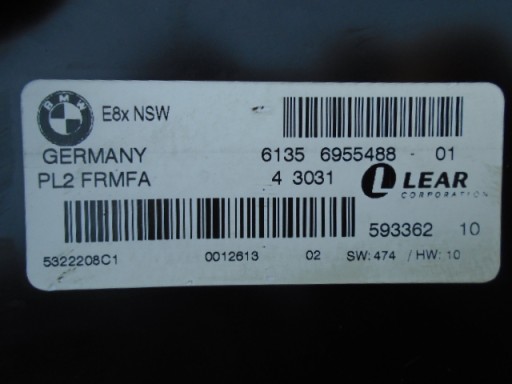 BMW E8x NSW
GERMANY 6135 6955488 - 01
PL2 FRMFA 4 3031 LEAR
CORPORATION
593362 10
5322208C1 0012613 02 SW: 474 / HW: 10